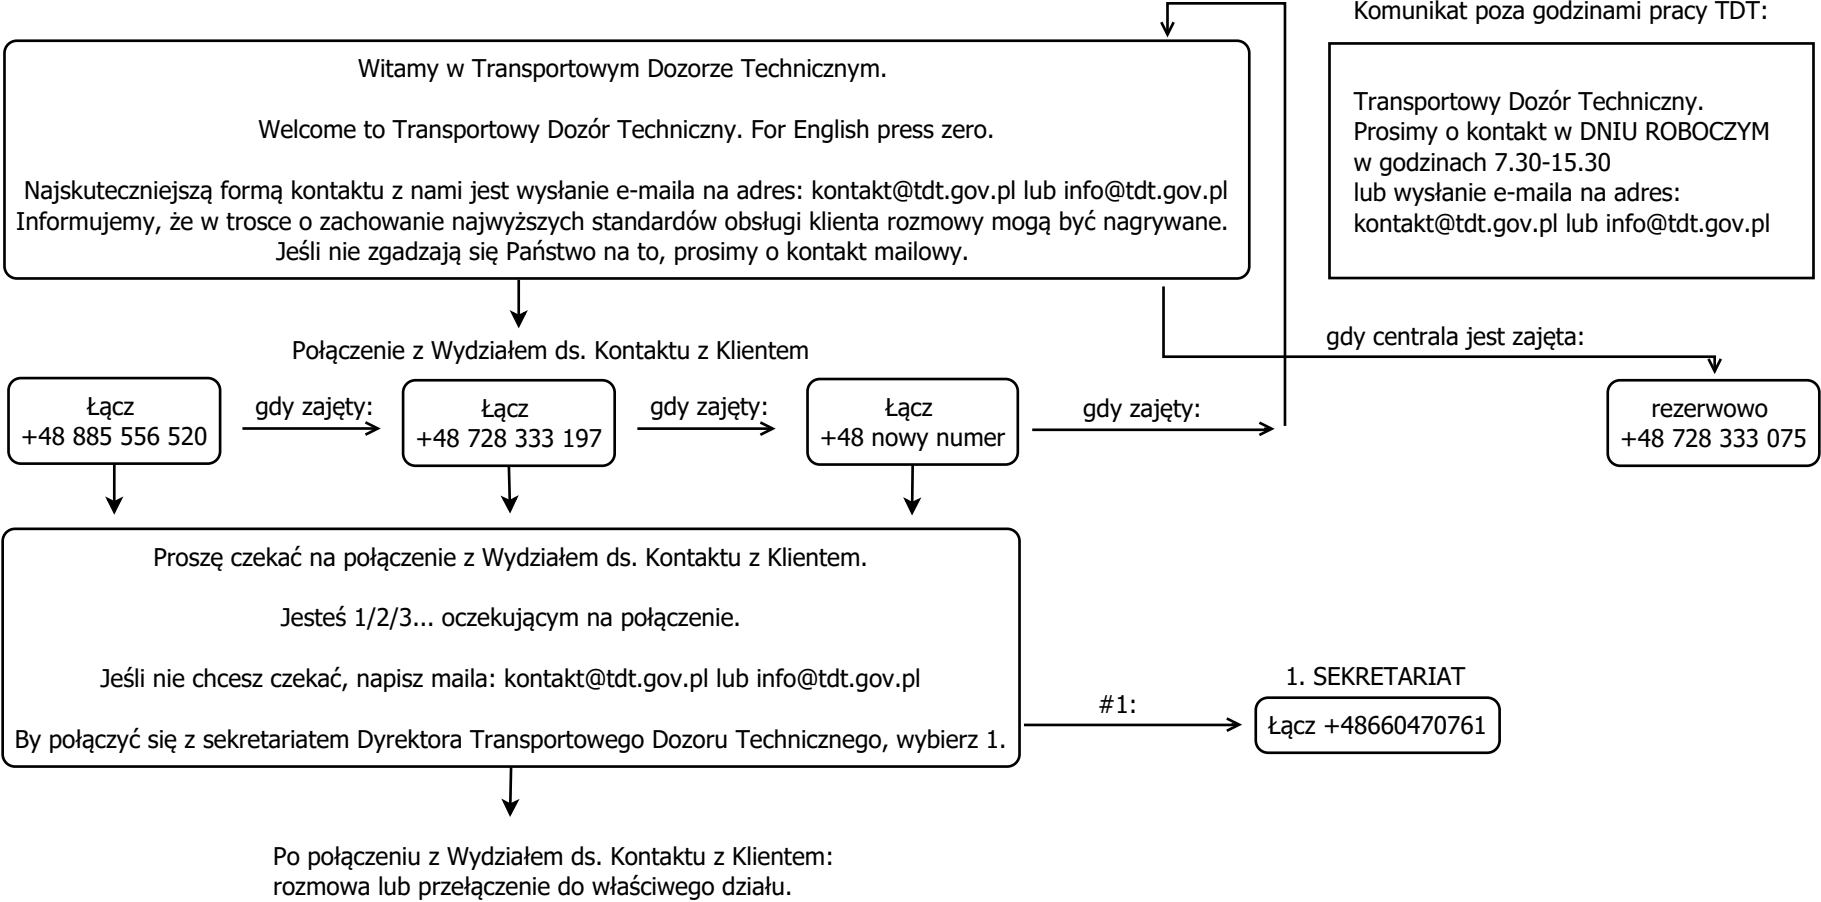 Komunikat poza godzinami pracy TDT:
Witamy w Transportowym Dozorze Technicznym.
Welcome to Transportowy Dozór Techniczny. For English press zero.
Najskuteczniejszą formą kontaktu z nami jest wysłanie e-maila na adres: kontakt@tdt.gov.pl lub info@tdt.gov.pl
Informujemy, że w trosce o zachowanie najwyższych standardów obsługi klienta rozmowy mogą być nagrywane.
Jeśli nie zgadzają się Państwo na to, prosimy o kontakt mailowy.
Transportowy Dozór Techniczny.
Prosimy o kontakt w DNIU ROBOCZYM
w godzinach 7.30-15.30
lub wysłanie e-maila na adres:
kontakt@tdt.gov.pl lub info@tdt.gov.pl
gdy centrala jest zajęta:
Połączenie z Wydziałem ds. Kontaktu z Klientem
Łącz
+48 885 556 520
gdy zajęty:
Łącz
+48 728 333 197
gdy zajęty:
Łącz
+48 nowy numer
gdy zajęty:
rezerwowo
+48 728 333 075
Proszę czekać na połączenie z Wydziałem ds. Kontaktu z Klientem.
Jesteś 1/2/3... oczekującym na połączenie.
Jeśli nie chcesz czekać, napisz maila: kontakt@tdt.gov.pl lub info@tdt.gov.pl
By połączyć się z sekretariatem Dyrektora Transportowego Dozoru Technicznego, wybierz 1.
#1:
1. SEKRETARIAT
Łącz +48660470761
Po połączeniu z Wydziałem ds. Kontaktu z Klientem:
rozmowa lub przełączenie do właściwego działu.